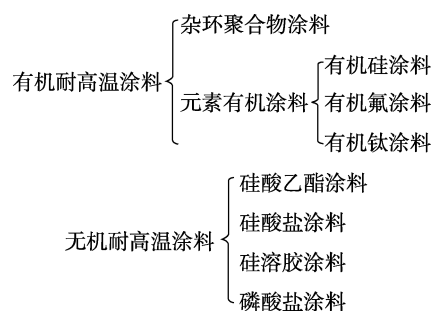 杂环聚合物涂料
有机耐高温涂料
元素有机涂料
有机硅涂料
有机氟涂料
有机钛涂料
无机耐高温涂料
硅酸乙酯涂料
硅酸盐涂料
硅溶胶涂料
磷酸盐涂料